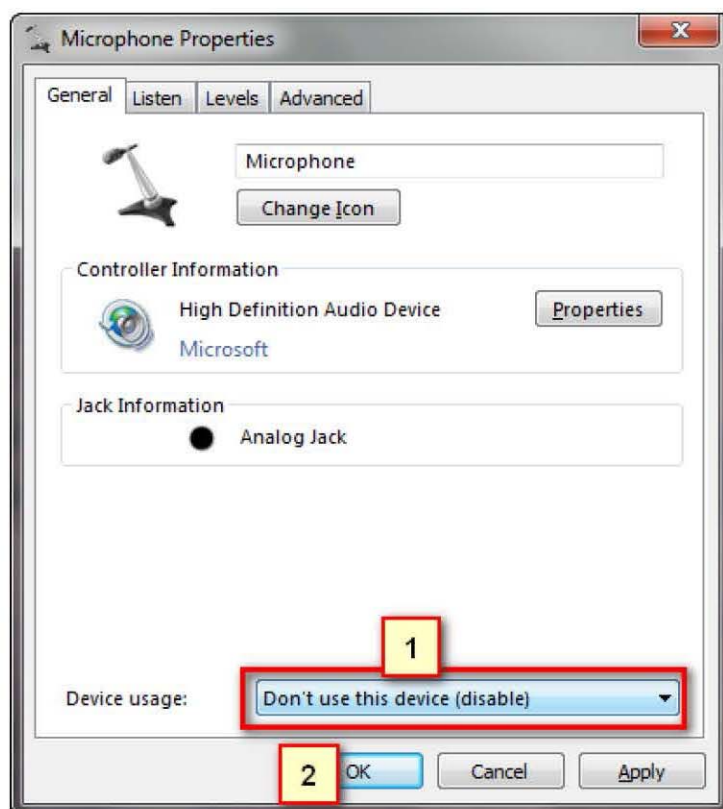 Microphone Properties
General Listen Levels Advanced
Microphone
Change Icon
Controller Information
High Definition Audio Device
Properties
Microsoft
Jack Information
Analog Jack
1
Device usage: Don't use this device (disable)
2 OK Cancel Apply